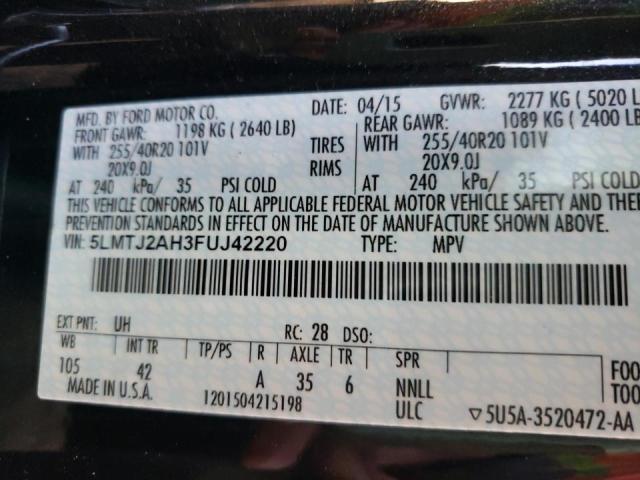 MFD. BY FORD MOTOR CO. DATE: 04/15 GVWR: 2277 KG ( 5020 L
FRONT GAWR: 1198 KG ( 2640 LB) REAR GAWR: 1089 KG ( 2400 LB
WITH 255/40R20 101V TIRES WITH 255/40R20 101V
20X9.0J RIMS 20X9.0J
AT 240 kPa/ 35 PSI COLD AT 240 kPa/ 35 PSI COLD
THIS VEHICLE CONFORMS TO ALL APPLICABLE FEDERAL MOTOR VEHICLE SAFETY AND THEF
PREVENTION STANDARDS IN EFFECT ON THE DATE OF MANUFACTURE SHOWN ABOVE.
VIN: 5LMTJ2AH3FUJ42220 TYPE: MPV
EXT PNT: UH RC: 28 DSO:
WB INT TR TP/PS R AXLE TR SPR
105 42 A 35 6 NNLL FOO
MADE IN U.S.A. 1201504215198 ULC TOO
▽5U5A-3520472-AA